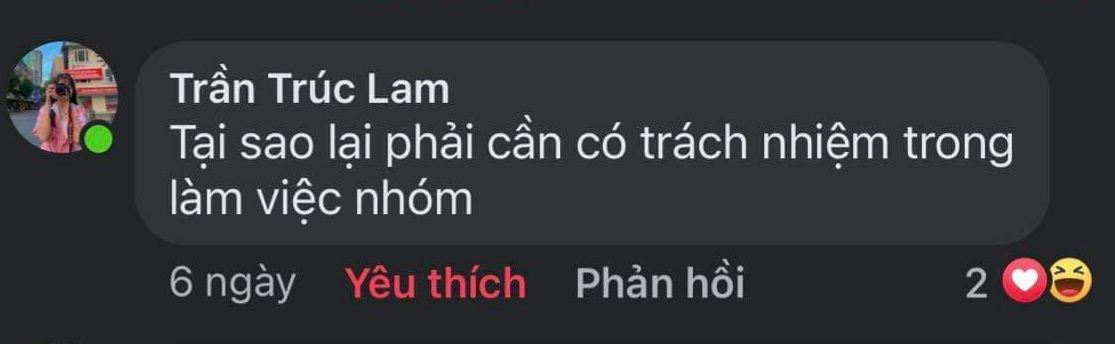 Trần Trúc Lam
Tại sao lại phải cần có trách nhiệm trong
làm việc nhóm
6 ngày Yêu thích Phản hồi 2